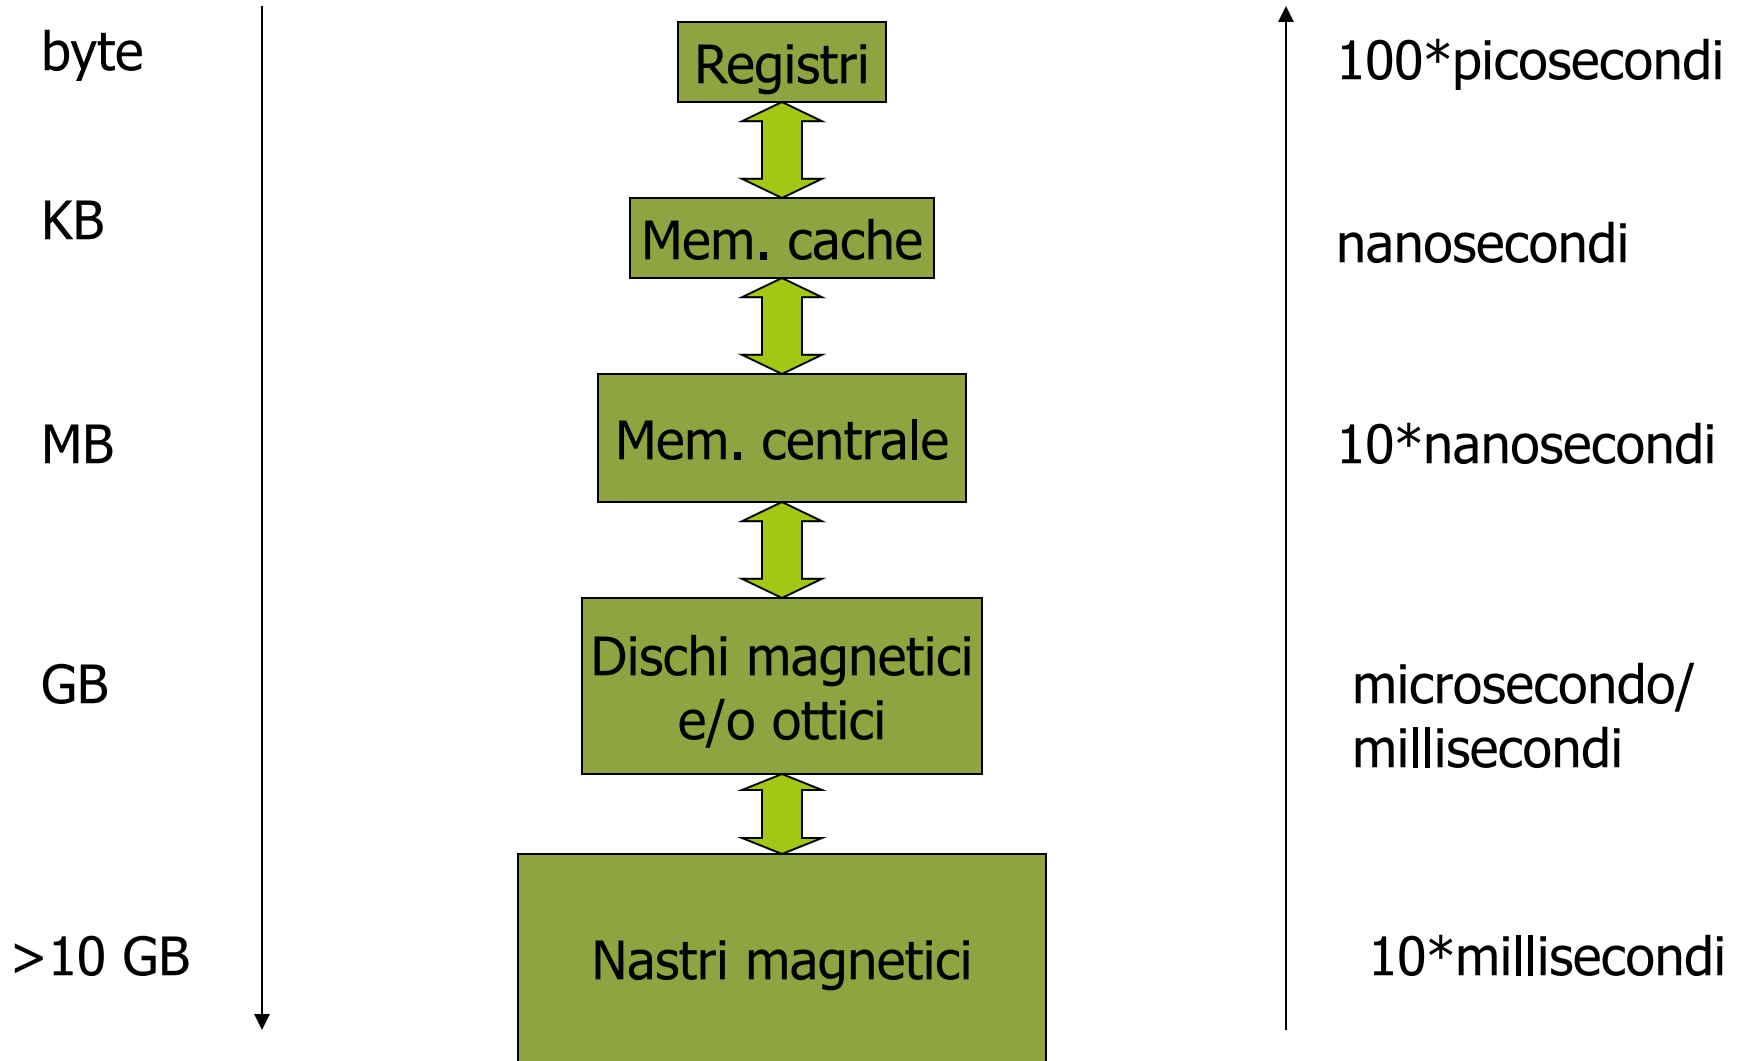 byte
Registri
100*picosecondi
KB
Mem. cache
nanosecondi
MB
Mem. centrale
10*nanosecondi
GB
Dischi magnetici
e/o ottici
microsecondo/
millisecondi
>10 GB
Nastri magnetici
10*millisecondi